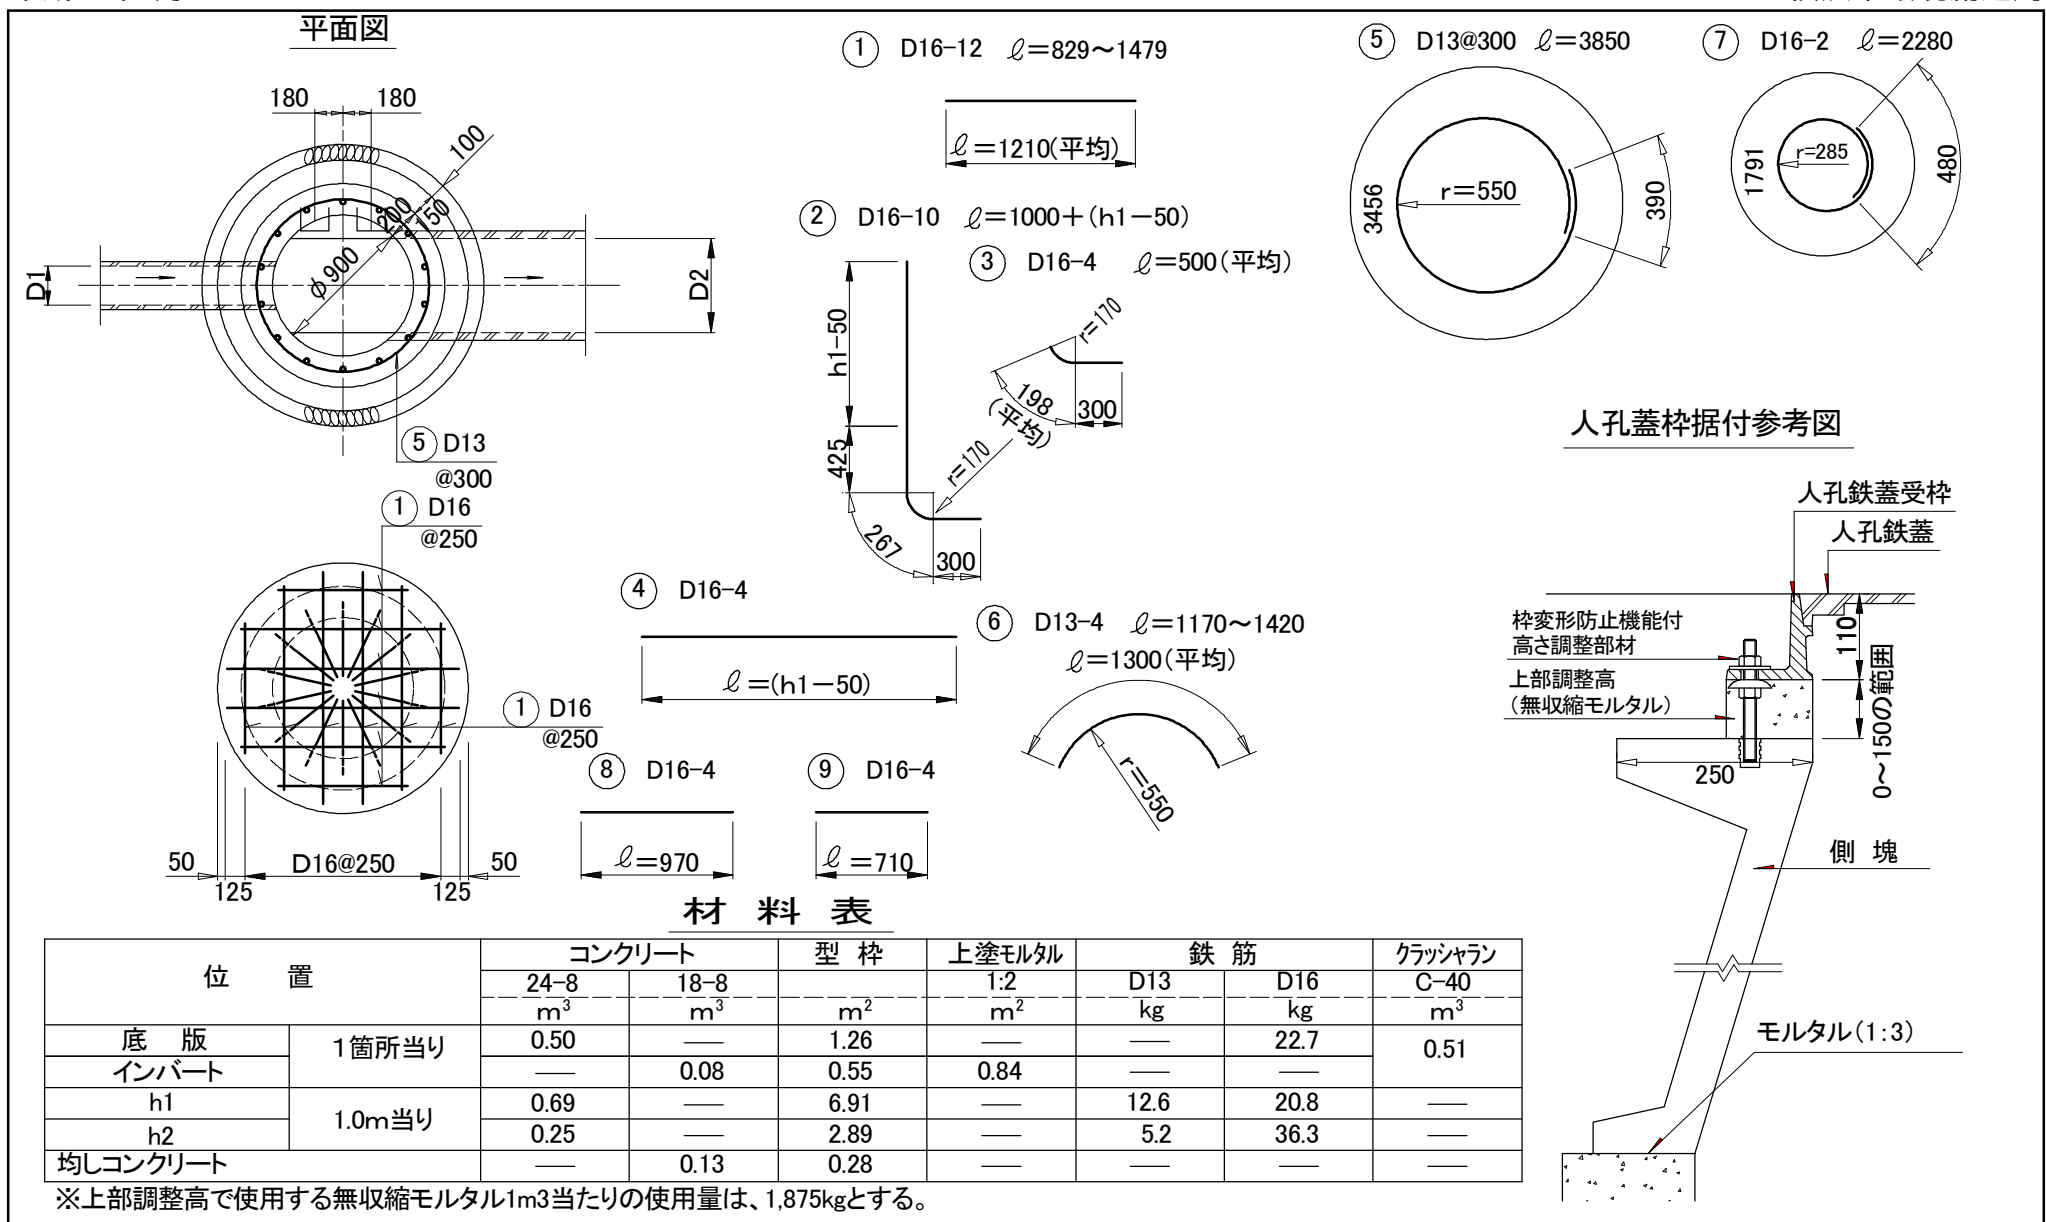 平面図
180
180
100
200
150
φ900
D1
D2
⑤ D13
@300
① D16
@250
① D16
@250
50
125
D16@250
125
50
① D16-12 ℓ=829～1479
ℓ=1210(平均)
② D16-10 ℓ=1000+(h1-50)
h1-50
425
r=170
267
300
③ D16-4 ℓ=500(平均)
r=170
198
(平均)
300
④ D16-4
ℓ=(h1-50)
⑤ D13@300 ℓ=3850
3456
r=550
390
⑥ D13-4 ℓ=1170～1420
ℓ=1300(平均)
r=550
⑦ D16-2 ℓ=2280
1791
r=285
480
⑧ D16-4
ℓ=970
⑨ D16-4
ℓ=710
人孔蓋枠据付参考図
人孔鉄蓋受枠
人孔鉄蓋
枠変形防止機能付
高さ調整部材
上部調整高
(無収縮モルタル)
110
0～150の範囲
250
側 塊
モルタル(1:3)
材 料 表
位 置 コンクリート 型 枠 上塗モルタル 鉄 筋 クラッシャラン
24-8 18-8 1:2 D13 D16 C-40
m³ m³ m² m² kg kg m³
底 版 1箇所当り 0.50 ― 1.26 ― ― 22.7 0.51
インバート ― 0.08 0.55 0.84 ― ―
h1 1.0m当り 0.69 ― 6.91 ― 12.6 20.8 ―
h2 0.25 ― 2.89 ― 5.2 36.3 ―
均しコンクリート ― 0.13 0.28 ― ― ― ―
※上部調整高で使用する無収縮モルタル1m3当たりの使用量は、1,875kgとする。